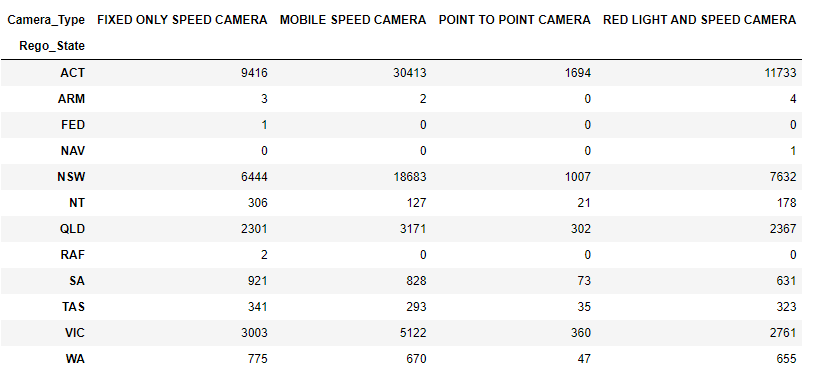 Camera_Type FIXED ONLY SPEED CAMERA MOBILE SPEED CAMERA POINT TO POINT CAMERA RED LIGHT AND SPEED CAMERA
Rego_State
ACT 9416 30413 1694 11733
ARM 3 2 0 4
FED 1 0 0 0
NAV 0 0 0 1
NSW 6444 18683 1007 7632
NT 306 127 21 178
QLD 2301 3171 302 2367
RAF 2 0 0 0
SA 921 828 73 631
TAS 341 293 35 323
VIC 3003 5122 360 2761
WA 775 670 47 655